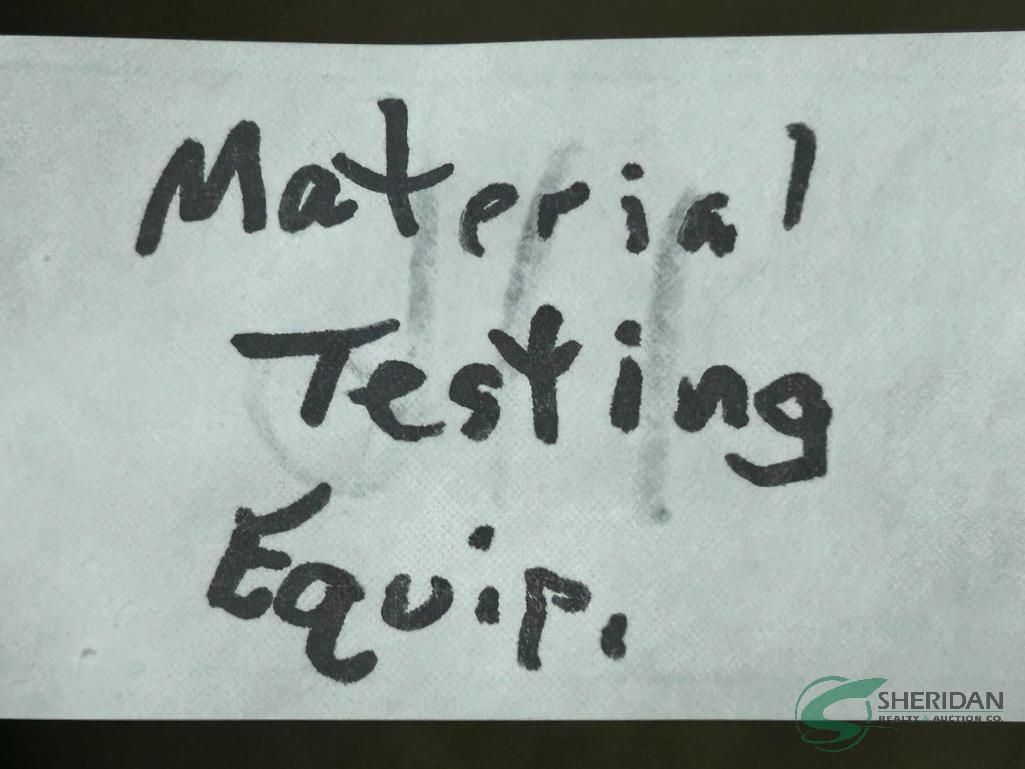 Material
Testing
Equip.
SHERIDAN
REALTY & AUCTION CO.